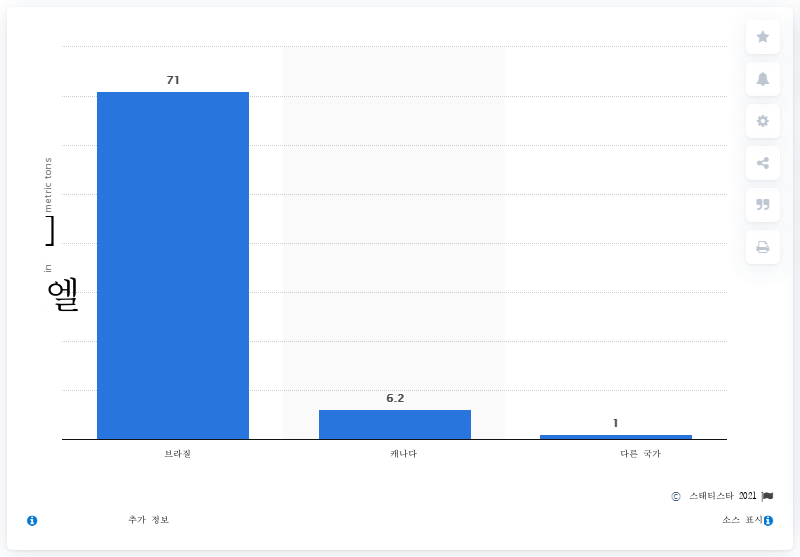 71
6.2
1
metric tons
]
in
엘
브라질
캐나다
다른 국가
© 스태티스타 2021
추가 정보
소스 표시